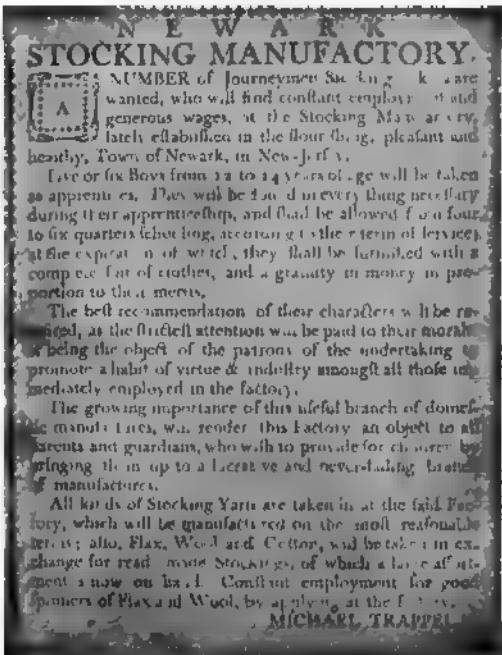 NEWARK
STOCKING MANUFACTORY.
A NUMBER of Journeymen are
wanted, who will find conſtant and
generous wages, at the Stocking
lately eſtabliſhed in the pleaſant and
healthy, Town of Newark, in New-Jerſey.
Five or ſix Boys from 12 to 14 years of age will be taken
as apprentices. They will be found in every thing neceſſary
during their apprenticeſhip, and ſhall be allowed from four
to ſix quarters ſchooling, according to their term of ſervice;
at the expiration of which, they ſhall be furniſhed with a
complete ſuit of clothes, and a gratuity in money in pro-
portion to their merits.
The beſt recommendation of their characters will be re-
quired, as the ſtricteſt attention will be paid to their morals
it being the object of the patrons of the undertaking to
promote a habit of virtue & induſtry amongſt all thoſe im-
mediately employed in the factory.
The growing importance of this uſeful branch of domeſ-
tic manufactures, will render this Factory an object to all
parents and guardians, who wiſh to provide for children by
bringing them up to a lucrative and never-failing branch
of manufactures.
All kinds of Stocking Yarn are taken in at the ſaid Fac-
tory, which will be manufactured on the moſt reaſonable
terms; alſo, Flax, Wool and Cotton, will be taken in ex-
change for ready made Stockings, of which a large aſſort-
ment is now on hand. Conſtant employment for good
Spinners of Flax and Wool, by applying at the
MICHAEL TRAPPEL